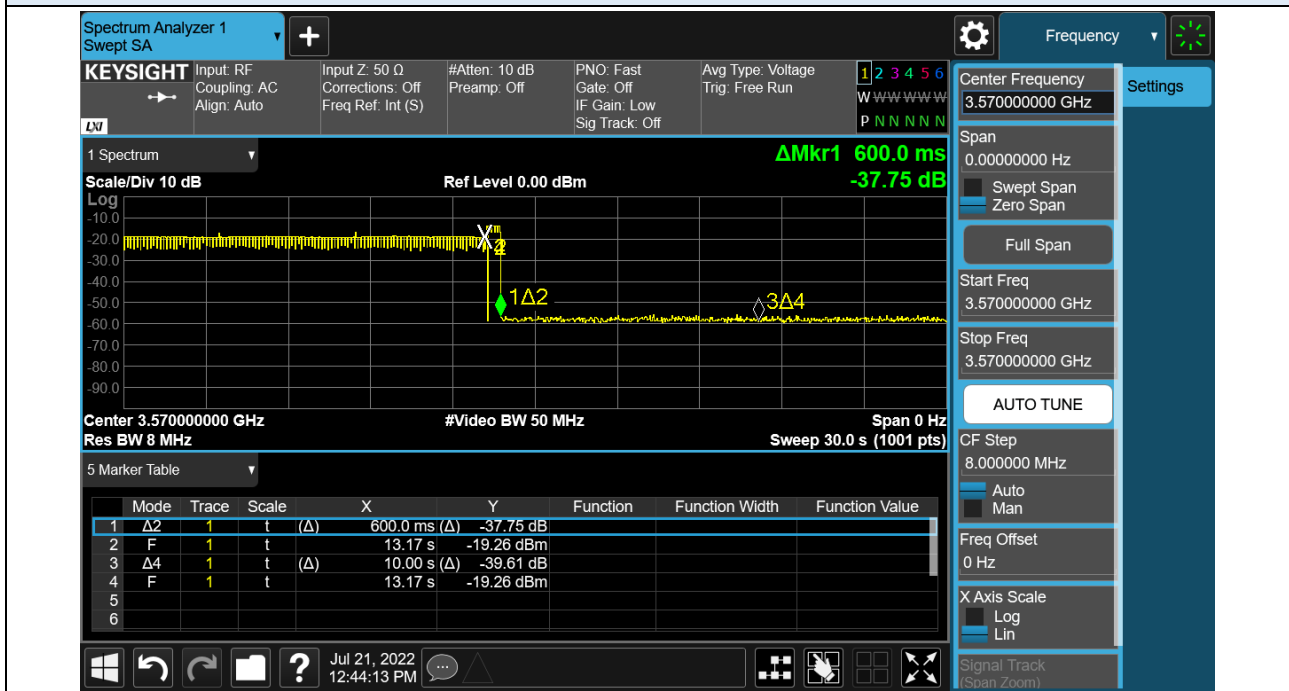 Spectrum Analyzer 1
Swept SA
Frequency
KEYSIGHT
LXI
Input: RF
Coupling: AC
Align: Auto
Input Z: 50 Ω
Corrections: Off
Freq Ref: Int (S)
#Atten: 10 dB
Preamp: Off
PNO: Fast
Gate: Off
IF Gain: Low
Sig Track: Off
Avg Type: Voltage
Trig: Free Run
1 2 3 4 5 6
W W W W W W
P N N N N N
Center Frequency
3.570000000 GHz
Settings
1 Spectrum
ΔMkr1 600.0 ms
-37.75 dB
Scale/Div 10 dB
Ref Level 0.00 dBm
Log
-10.0
-20.0
-30.0
-40.0
-50.0
-60.0
-70.0
-80.0
-90.0
1Δ2
3Δ4
Center 3.570000000 GHz
#Video BW 50 MHz
Span 0 Hz
Res BW 8 MHz
Sweep 30.0 s (1001 pts)
Span
0.00000000 Hz
Swept Span
Zero Span
Full Span
Start Freq
3.570000000 GHz
Stop Freq
3.570000000 GHz
AUTO TUNE
CF Step
8.000000 MHz
Auto
Man
Freq Offset
0 Hz
X Axis Scale
Log
Lin
Signal Track
(Span Zoom)
5 Marker Table
Mode Trace Scale X Y Function Function Width Function Value
1 Δ2 1 t (Δ) 600.0 ms (Δ) -37.75 dB
2 F 1 t 13.17 s -19.26 dBm
3 Δ4 1 t (Δ) 10.00 s (Δ) -39.61 dB
4 F 1 t 13.17 s -19.26 dBm
5
6
?
Jul 21, 2022
12:44:13 PM